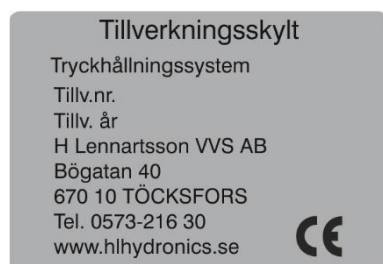 Tillverkningsskylt
Tryckhållningssystem
Tillv.nr.
Tillv. år
H Lennartsson VVS AB
Bögatan 40
670 10 TÖCKSFORS
Tel. 0573-216 30
www.hlhydronics.se
CE